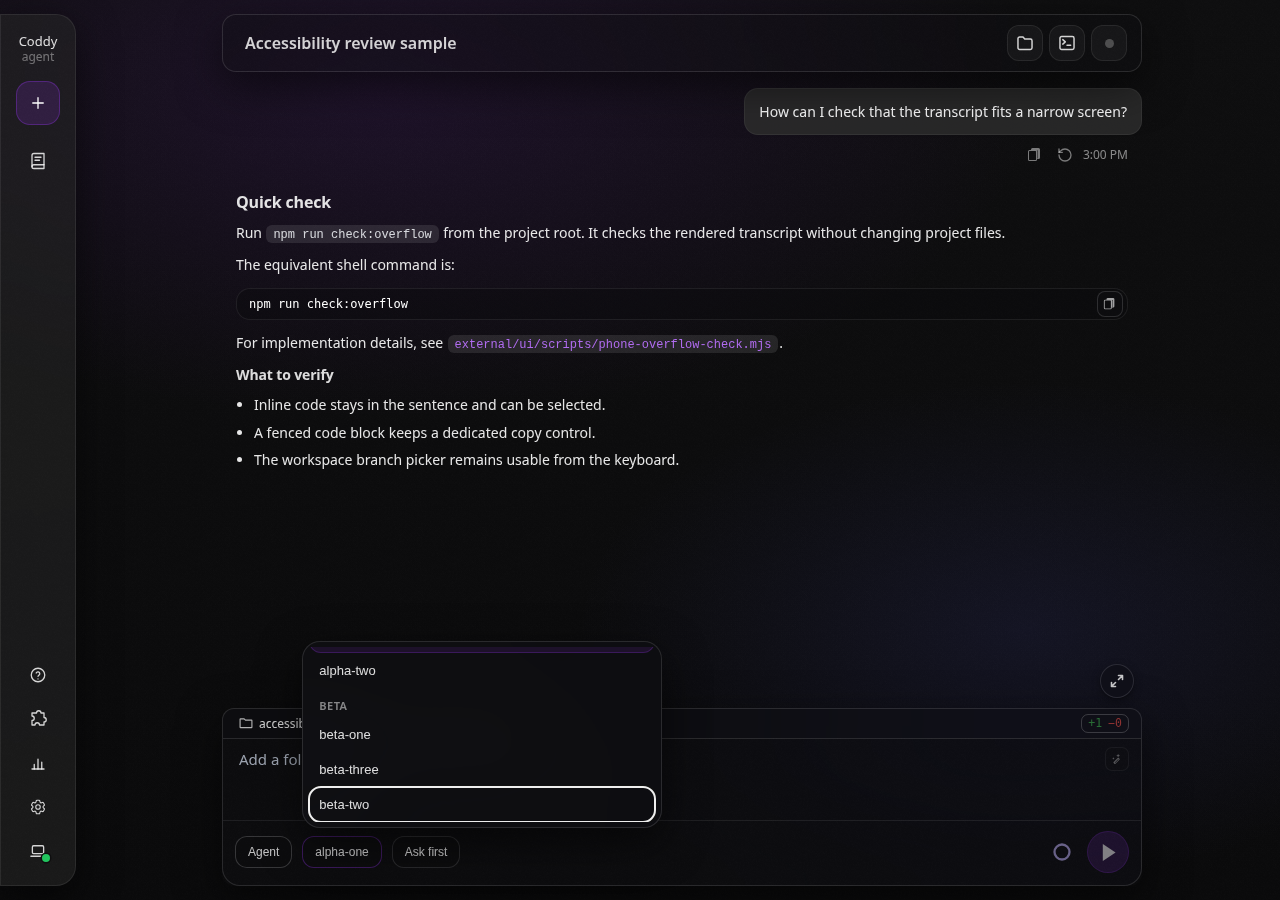 Coddy
agent
Accessibility review sample
How can I check that the transcript fits a narrow screen?
3:00 PM
Quick check
Run npm run check:overflow from the project root. It checks the rendered transcript without changing project files.
The equivalent shell command is:
npm run check:overflow
For implementation details, see external/ui/scripts/phone-overflow-check.mjs.
What to verify
• Inline code stays in the sentence and can be selected.
• A fenced code block keeps a dedicated copy control.
• The workspace branch picker remains usable from the keyboard.
alpha-two
BETA
beta-one
beta-three
beta-two
+1 −0
Add a
Agent
alpha-one
Ask first